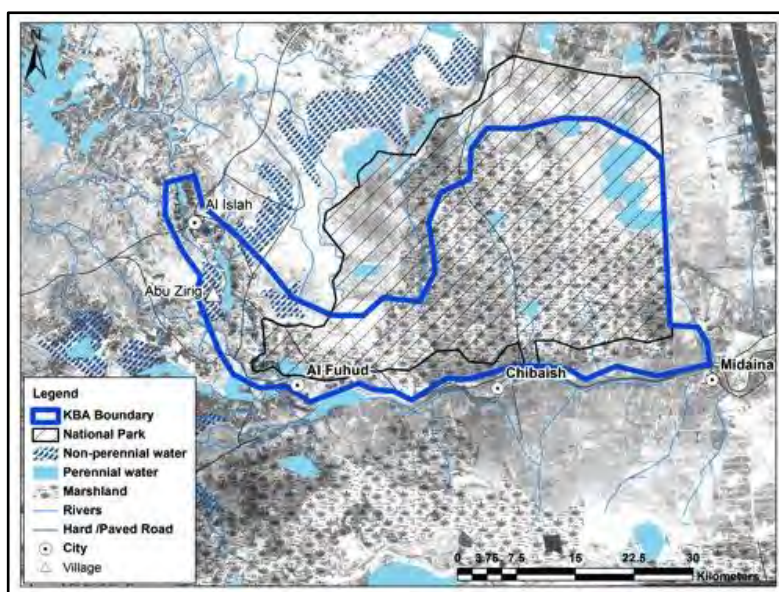 N
Al Islah
Abu Zirig
Al Fuhud
Chibaish
Midaina
Legend
KBA Boundary
National Park
Non-perennial water
Perennial water
Marshland
Rivers
Hard /Paved Road
City
Village
0 3.75 7.5 15 22.5 30
Kilometers